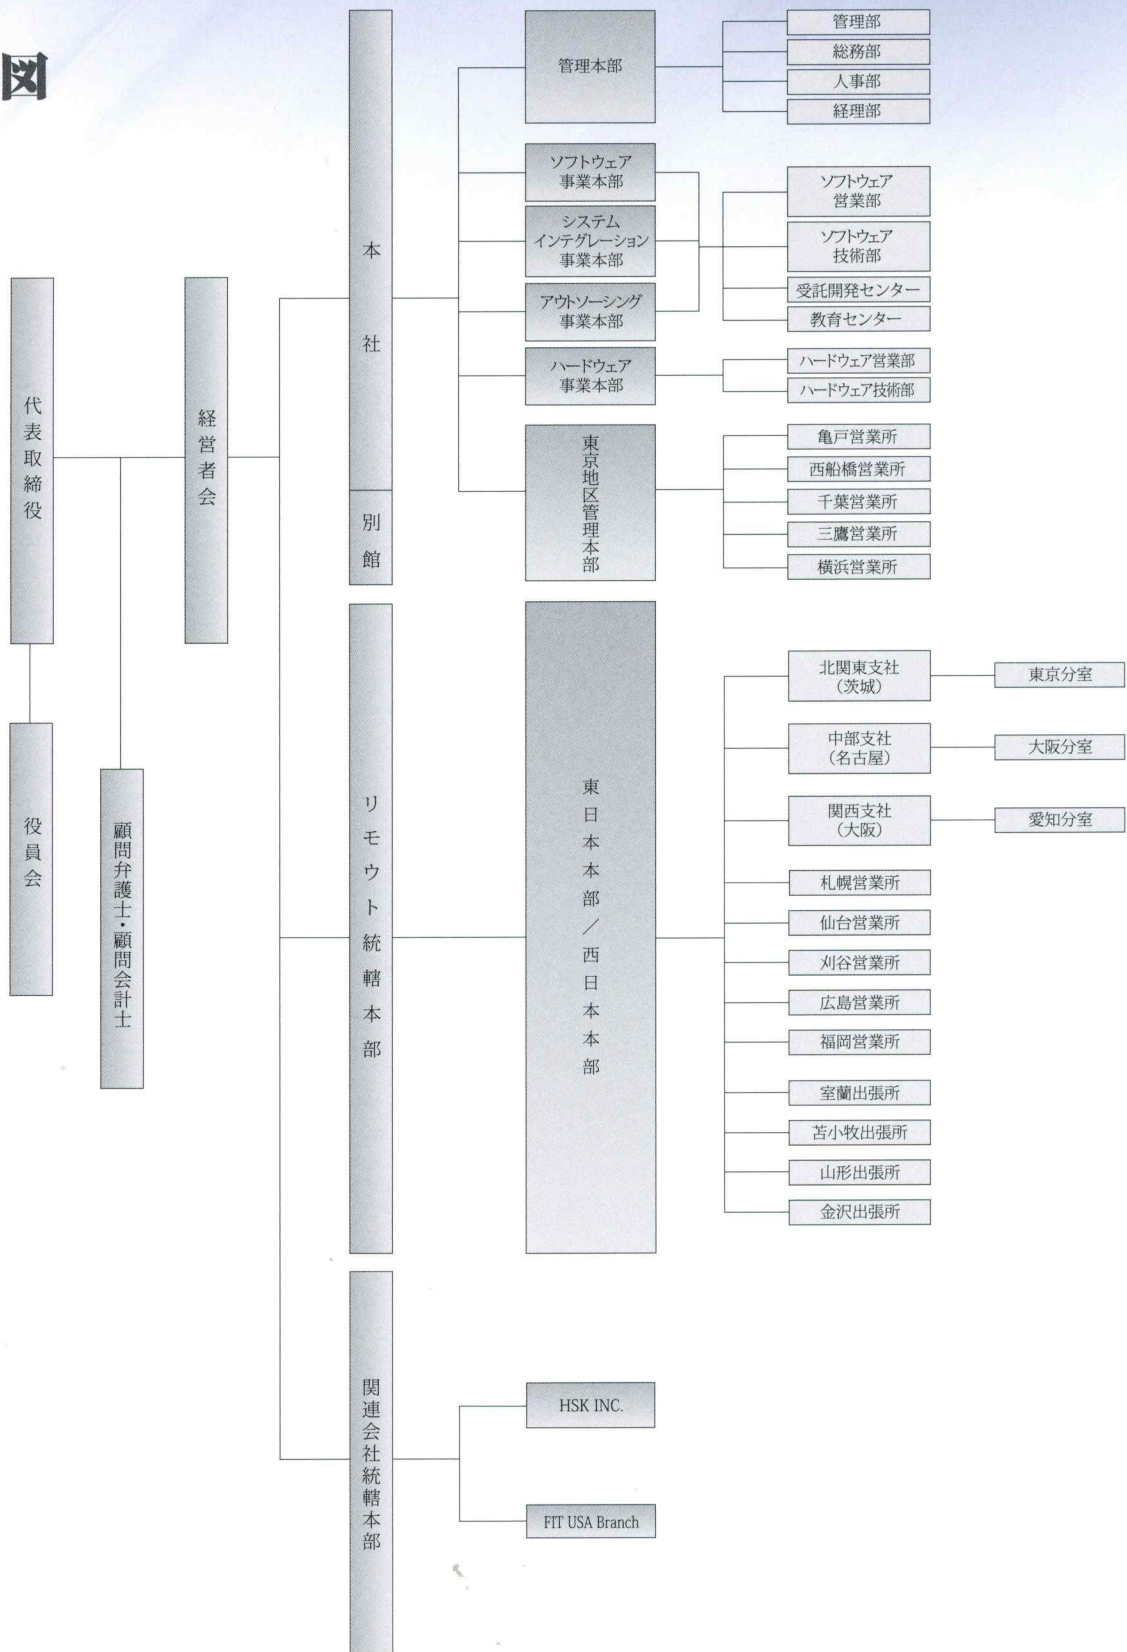 図
代表取締役
役員会
顧問弁護士・顧問会計士
経営者会
本社
別館
管理本部
管理部
総務部
人事部
経理部
ソフトウェア
事業本部
システム
インテグレーション
事業本部
アウトソーシング
事業本部
ソフトウェア
営業部
ソフトウェア
技術部
受託開発センター
教育センター
ハードウェア
事業本部
ハードウェア営業部
ハードウェア技術部
東京地区管理本部
亀戸営業所
西船橋営業所
千葉営業所
三鷹営業所
横浜営業所
リモウト統轄本部
東日本本部/西日本本部
北関東支社
(茨城)
東京分室
中部支社
(名古屋)
大阪分室
関西支社
(大阪)
愛知分室
札幌営業所
仙台営業所
刈谷営業所
広島営業所
福岡営業所
室蘭出張所
苫小牧出張所
山形出張所
金沢出張所
関連会社統轄本部
HSK INC.
FIT USA Branch